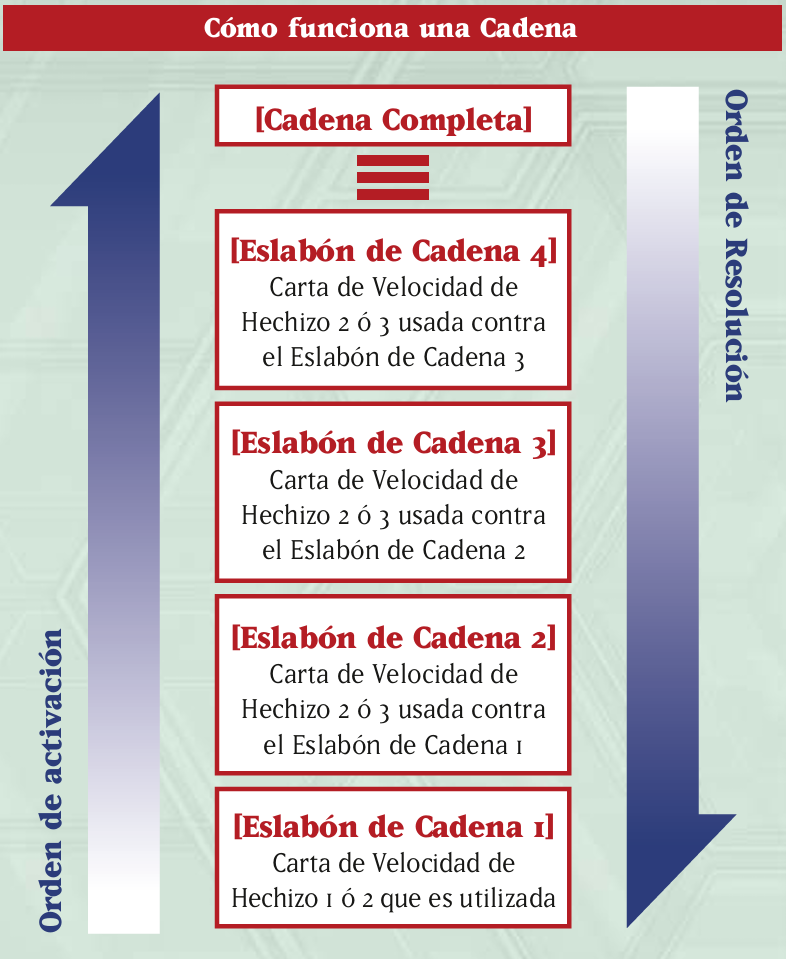 Cómo funciona una Cadena
[Cadena Completa]
[Eslabón de Cadena 4]
Carta de Velocidad de
Hechizo 2 ó 3 usada contra
el Eslabón de Cadena 3
[Eslabón de Cadena 3]
Carta de Velocidad de
Hechizo 2 ó 3 usada contra
el Eslabón de Cadena 2
[Eslabón de Cadena 2]
Carta de Velocidad de
Hechizo 2 ó 3 usada contra
el Eslabón de Cadena 1
[Eslabón de Cadena 1]
Carta de Velocidad de
Hechizo 1 ó 2 que es utilizada
Orden de activación
Orden de Resolución